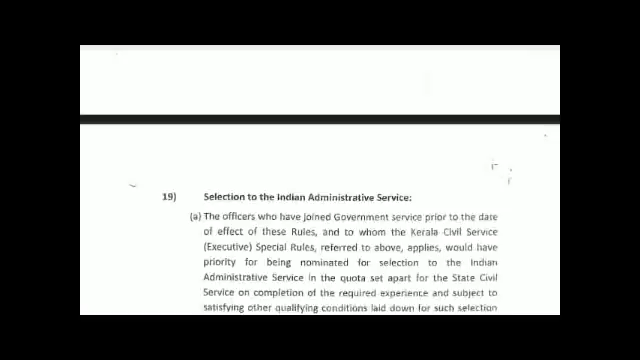 19) Selection to the Indian Administrative Service:
(a) The officers who have joined Government service prior to the date
of effect of these Rules, and to whom the Kerala Civil Service
(Executive) Special Rules, referred to above, applies, would have
priority for being nominated for selection to the Indian
Administrative Service in the quota set apart for the State Civil
Service on completion of the required experience and subject to
satisfying other qualifying conditions laid down for such selection